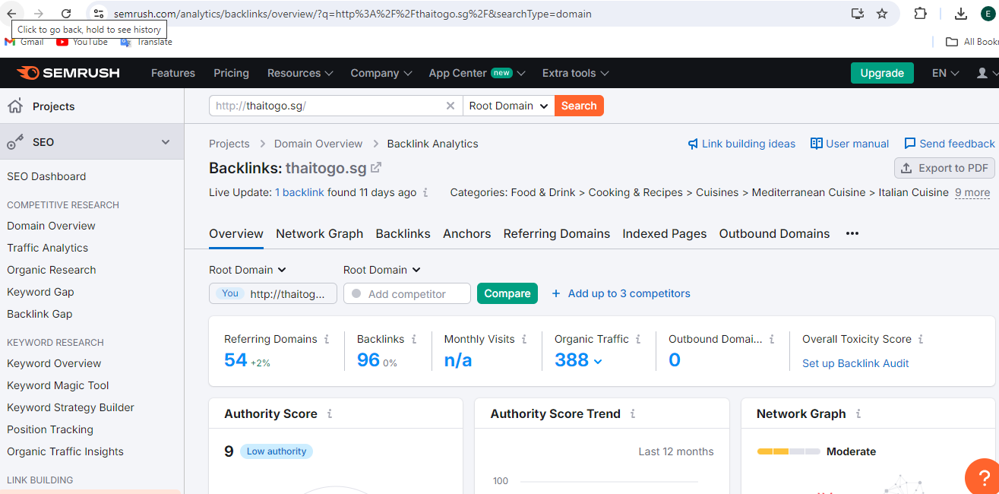 semrush.com/analytics/backlinks/overview/?q=http%3A%2F%2Fthaitogo.sg%2F&searchType=domain
E
Click to go back, hold to see history
Gmail
YouTube
Translate
All Book
SEMRUSH
Features
Pricing
Resources
Company
App Center new
Extra tools
Upgrade
EN
Projects
SEO
SEO Dashboard
COMPETITIVE RESEARCH
Domain Overview
Traffic Analytics
Organic Research
Keyword Gap
Backlink Gap
KEYWORD RESEARCH
Keyword Overview
Keyword Magic Tool
Keyword Strategy Builder
Position Tracking
Organic Traffic Insights
LINK BUILDING
http://thaitogo.sg/
Root Domain
Search
Projects > Domain Overview > Backlink Analytics
Link building ideas
User manual
Send feedback
Backlinks: thaitogo.sg
Export to PDF
Live Update: 1 backlink found 11 days ago i
Categories: Food & Drink > Cooking & Recipes > Cuisines > Mediterranean Cuisine > Italian Cuisine 9 more
Overview
Network Graph
Backlinks
Anchors
Referring Domains
Indexed Pages
Outbound Domains
•••
Root Domain
Root Domain
You http://thaitog...
Add competitor
Compare
+ Add up to 3 competitors
Referring Domains i
54 +2%
Backlinks i
96 0%
Monthly Visits i
n/a
Organic Traffic i
388
Outbound Domai... i
0
Overall Toxicity Score i
Set up Backlink Audit
Authority Score i
9 Low authority
Authority Score Trend i
Last 12 months
100
Network Graph i
Moderate
?